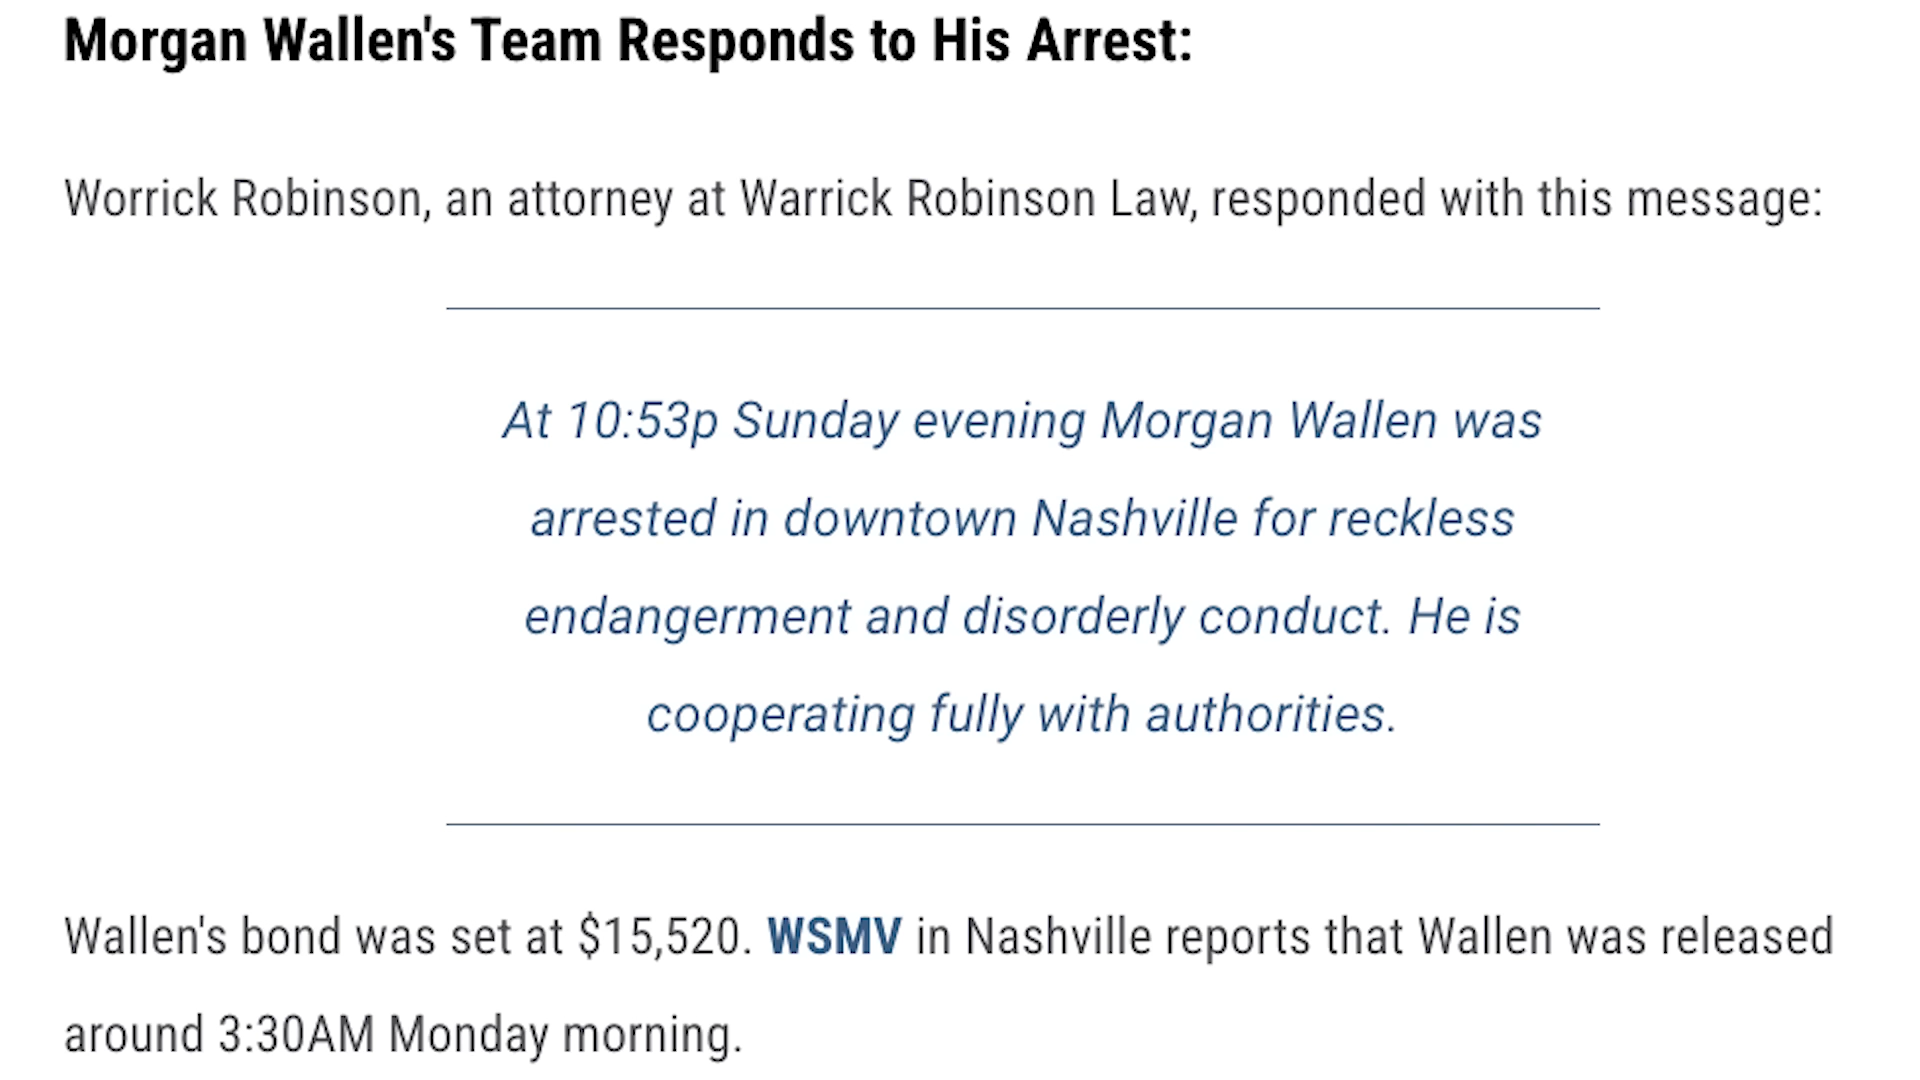 Morgan Wallen's Team Responds to His Arrest:
Worrick Robinson, an attorney at Warrick Robinson Law, responded with this message:
At 10:53p Sunday evening Morgan Wallen was
arrested in downtown Nashville for reckless
endangerment and disorderly conduct. He is
cooperating fully with authorities.
Wallen's bond was set at $15,520. WSMV in Nashville reports that Wallen was released
around 3:30AM Monday morning.